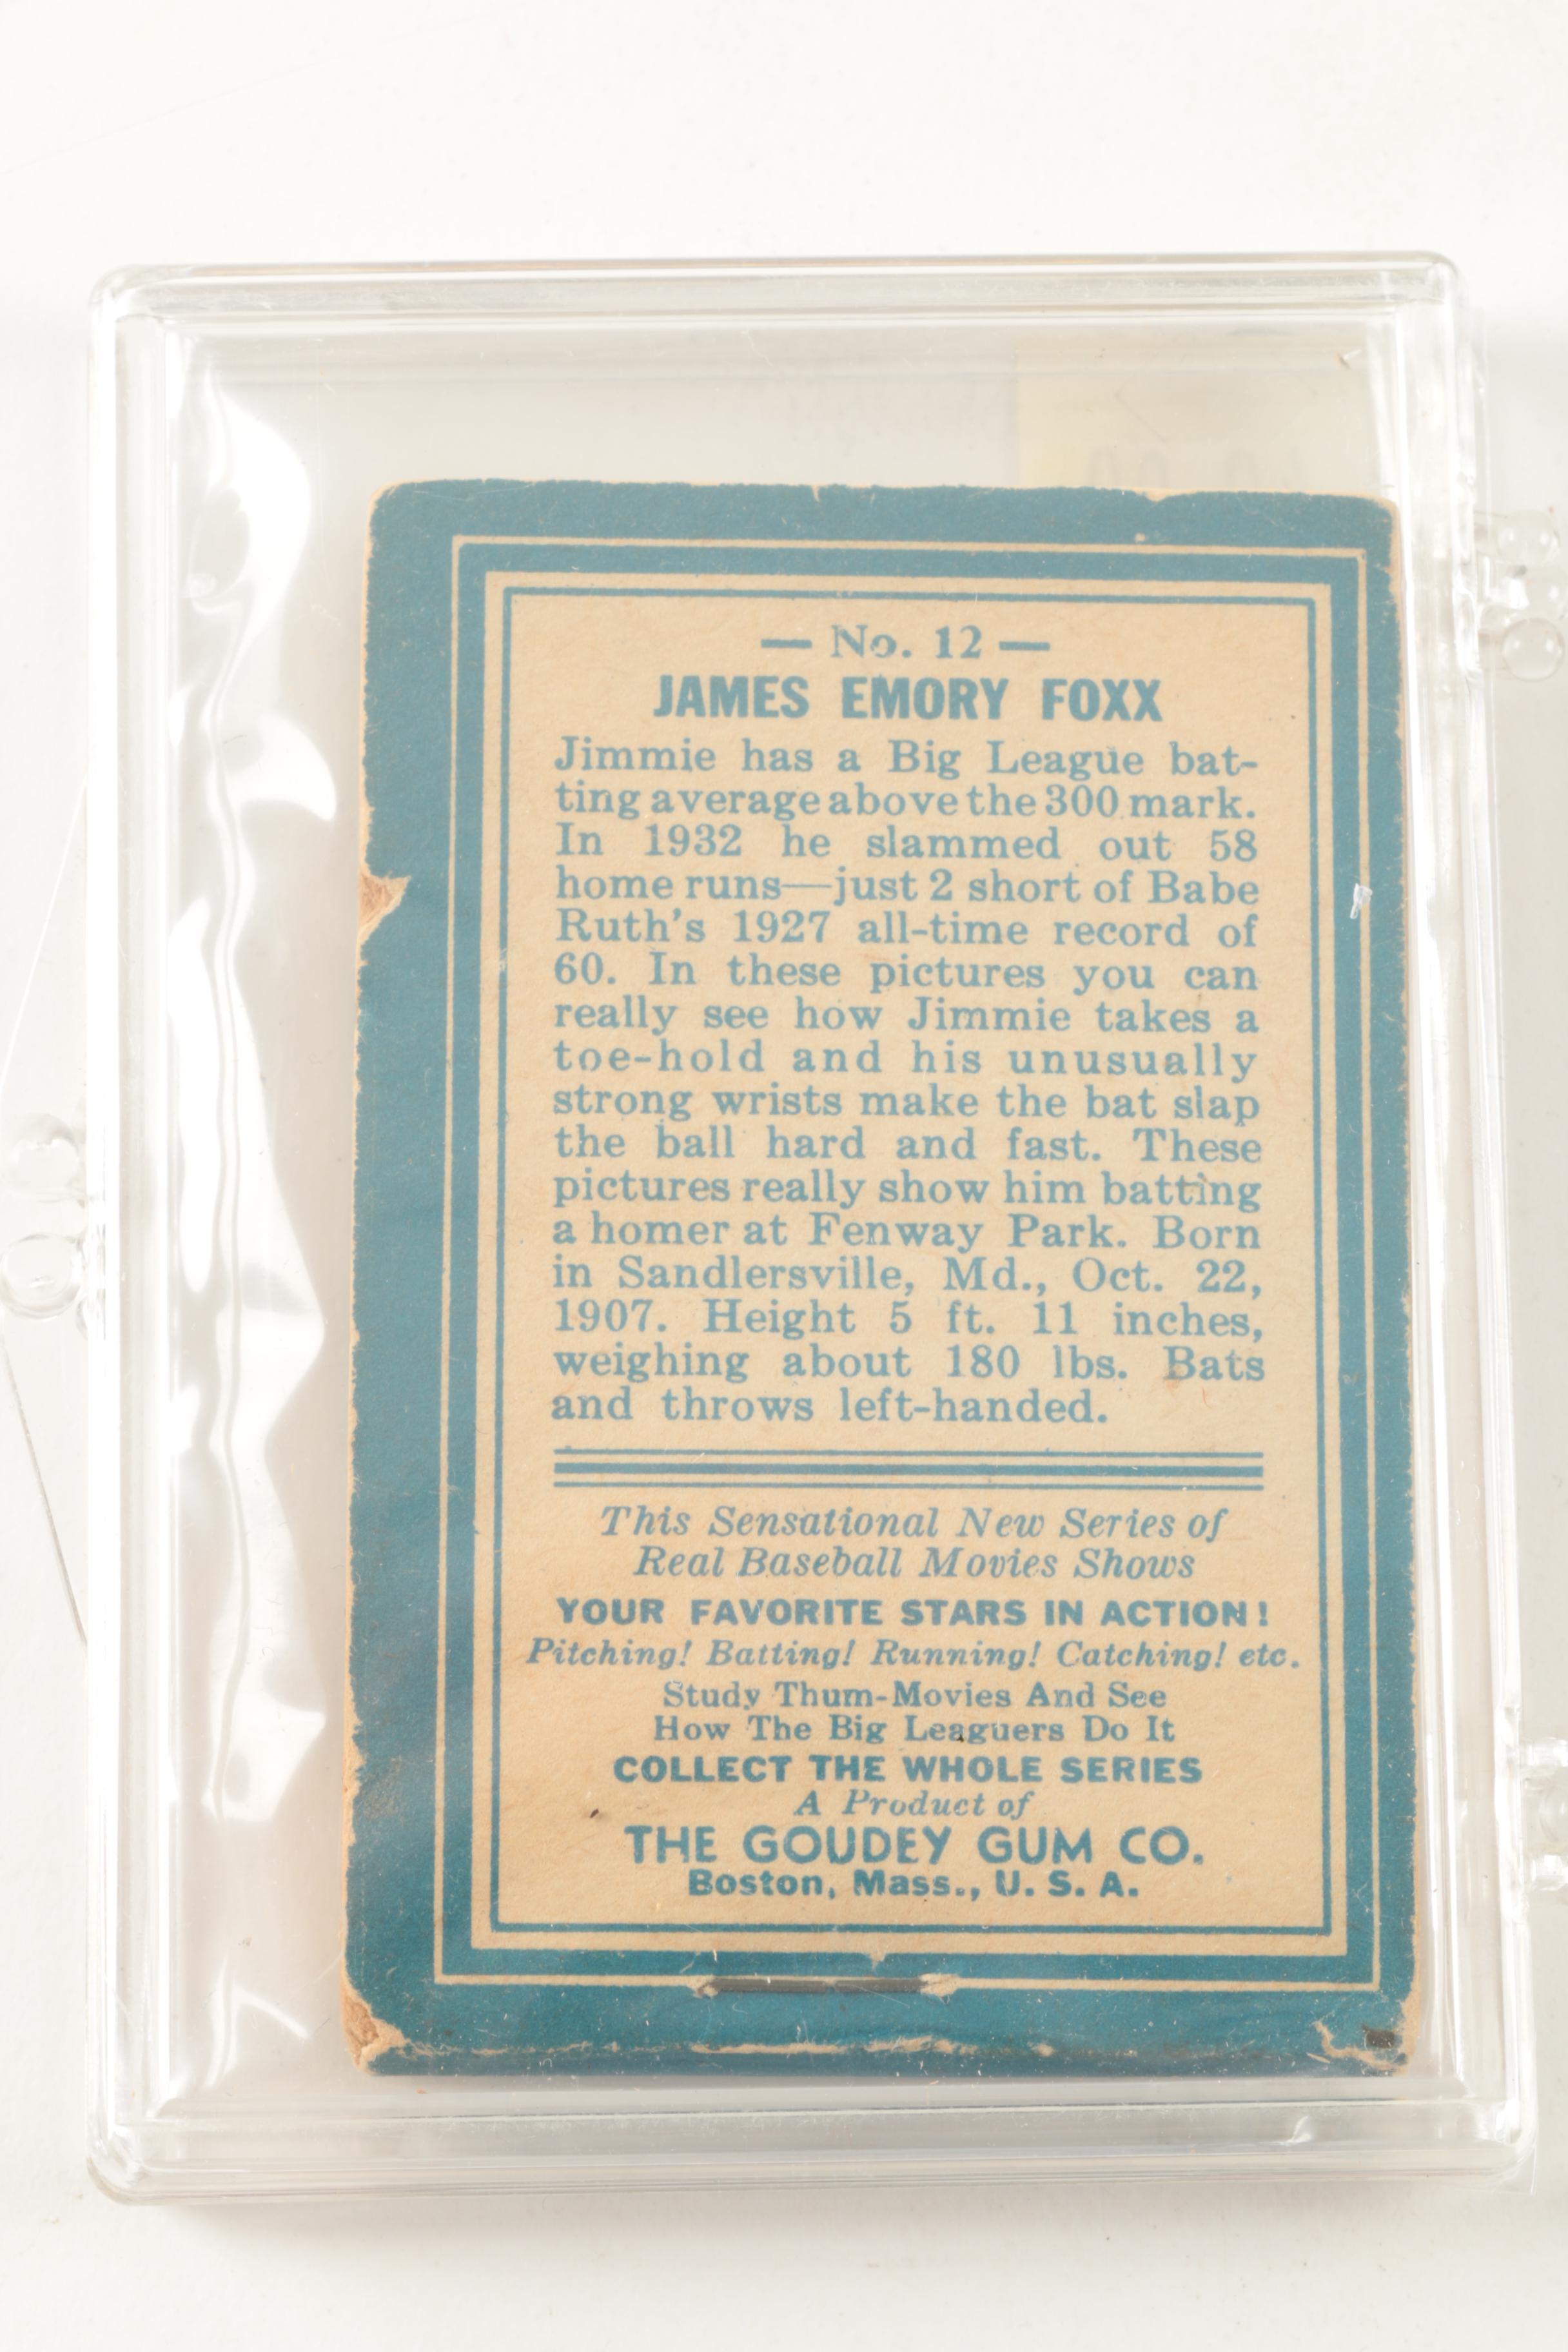 — No. 12 —
JAMES EMORY FOXX
Jimmie has a Big League bat-
ting average above the 300 mark.
In 1932 he slammed out 58
home runs—just 2 short of Babe
Ruth's 1927 all-time record of
60. In these pictures you can
really see how Jimmie takes a
toe-hold and his unusually
strong wrists make the bat slap
the ball hard and fast. These
pictures really show him batting
a homer at Fenway Park. Born
in Sandlersville, Md., Oct. 22,
1907. Height 5 ft. 11 inches,
weighing about 180 lbs. Bats
and throws left-handed.
This Sensational New Series of
Real Baseball Movies Shows
YOUR FAVORITE STARS IN ACTION!
Pitching! Batting! Running! Catching! etc.
Study Thum-Movies And See
How The Big Leaguers Do It
COLLECT THE WHOLE SERIES
A Product of
THE GOUDEY GUM CO.
Boston, Mass., U. S. A.